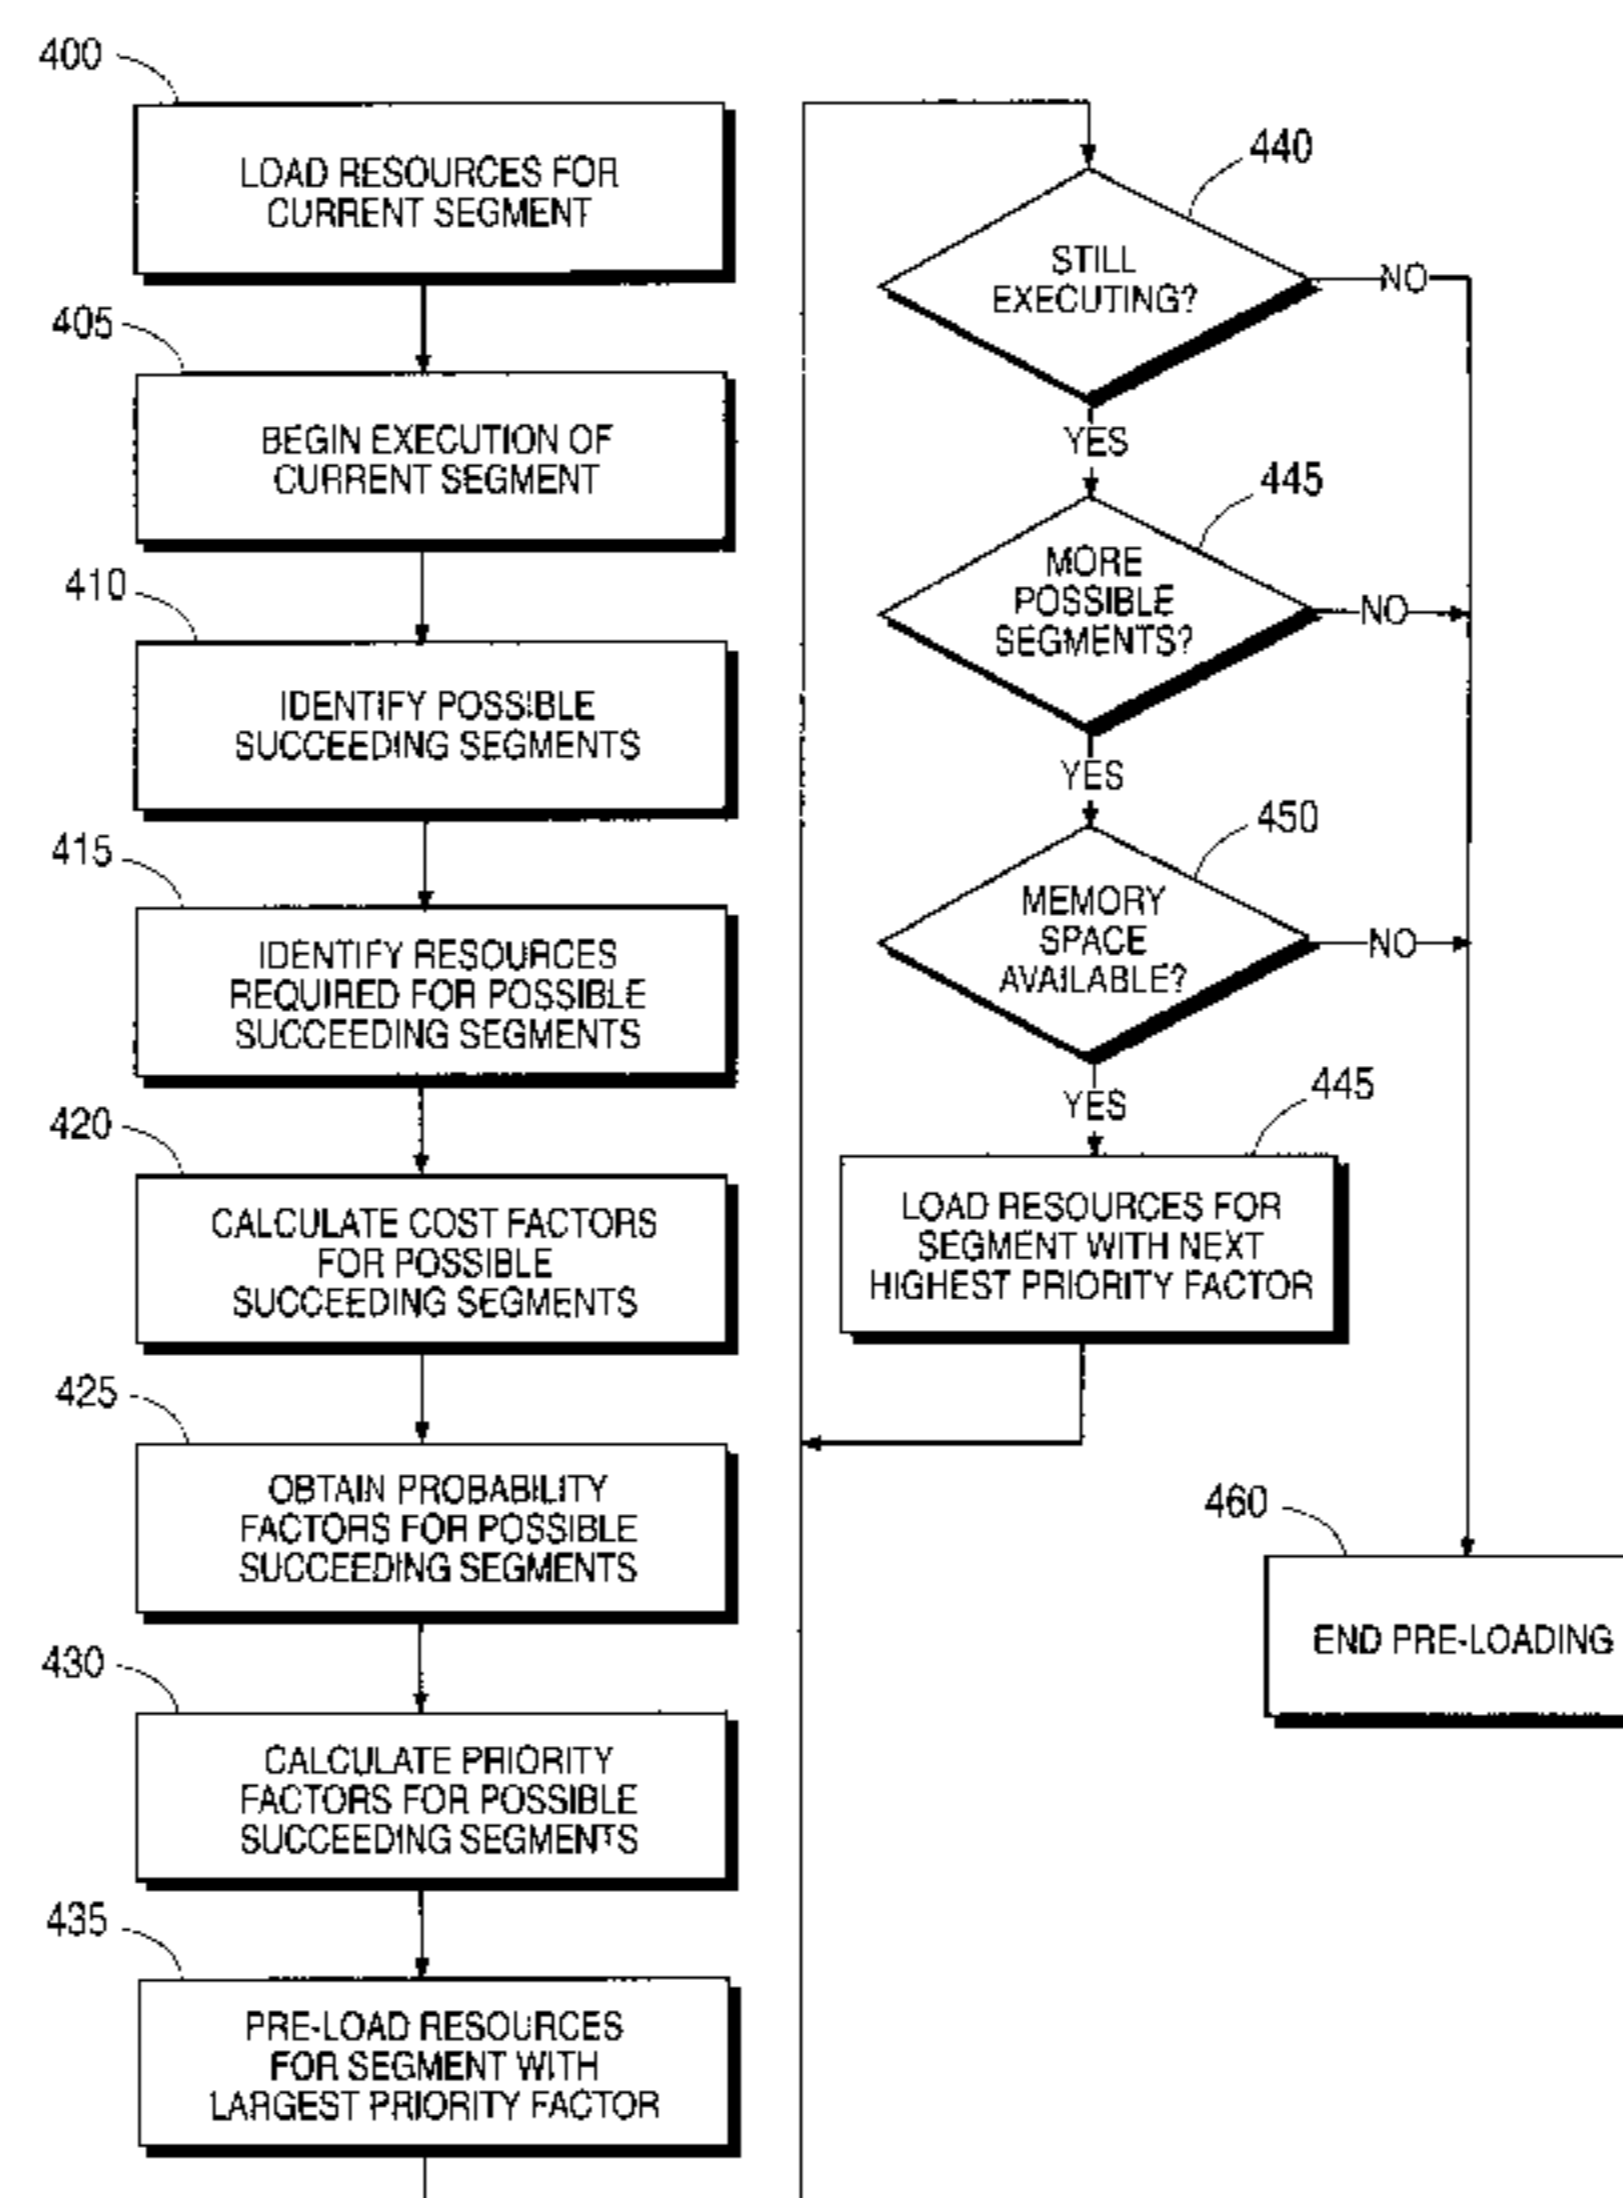 400
LOAD RESOURCES FOR
CURRENT SEGMENT
405
BEGIN EXECUTION OF
CURRENT SEGMENT
410
IDENTIFY POSSIBLE
SUCCEEDING SEGMENTS
415
IDENTIFY RESOURCES
REQUIRED FOR POSSIBLE
SUCCEEDING SEGMENTS
420
CALCULATE COST FACTORS
FOR POSSIBLE
SUCCEEDING SEGMENTS
425
OBTAIN PROBABILITY
FACTORS FOR POSSIBLE
SUCCEEDING SEGMENTS
430
CALCULATE PRIORITY
FACTORS FOR POSSIBLE
SUCCEEDING SEGMENTS
435
PRE-LOAD RESOURCES
FOR SEGMENT WITH
LARGEST PRIORITY FACTOR
440
STILL
EXECUTING?
NO
YES
445
MORE
POSSIBLE
SEGMENTS?
NO
YES
450
MEMORY
SPACE
AVAILABLE?
NO
YES
445
LOAD RESOURCES FOR
SEGMENT WITH NEXT
HIGHEST PRIORITY FACTOR
460
END PRE-LOADING